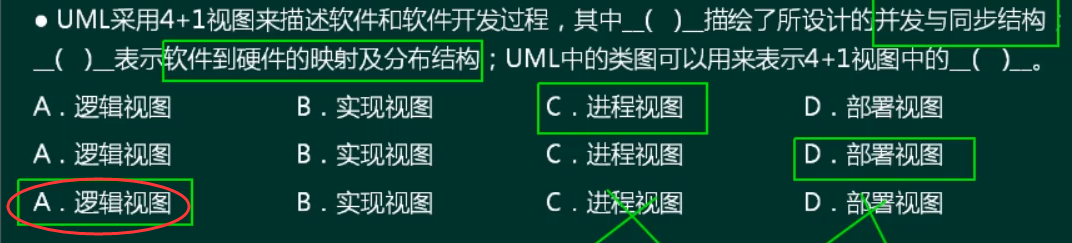 ● UML采用4+1视图来描述软件和软件开发过程，其中__( )__描绘了所设计的并发与同步结构；
__( )__表示软件到硬件的映射及分布结构；UML中的类图可以用来表示4+1视图中的__( )__。
A．逻辑视图 B．实现视图 C．进程视图 D．部署视图
A．逻辑视图 B．实现视图 C．进程视图 D．部署视图
A．逻辑视图 B．实现视图 C．进程视图 D．部署视图